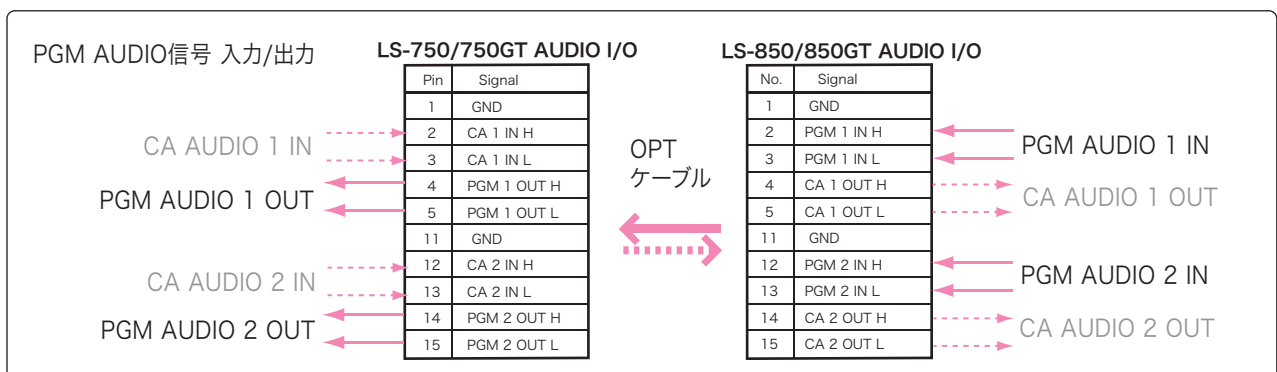 PGM AUDIO信号 入力/出力
LS-750/750GT AUDIO I/O
Pin Signal
1 GND
2 CA 1 IN H
3 CA 1 IN L
4 PGM 1 OUT H
5 PGM 1 OUT L
11 GND
12 CA 2 IN H
13 CA 2 IN L
14 PGM 2 OUT H
15 PGM 2 OUT L
CA AUDIO 1 IN
PGM AUDIO 1 OUT
CA AUDIO 2 IN
PGM AUDIO 2 OUT
OPT
ケーブル
LS-850/850GT AUDIO I/O
No. Signal
1 GND
2 PGM 1 IN H
3 PGM 1 IN L
4 CA 1 OUT H
5 CA 1 OUT L
11 GND
12 PGM 2 IN H
13 PGM 2 IN L
14 CA 2 OUT H
15 CA 2 OUT L
PGM AUDIO 1 IN
CA AUDIO 1 OUT
PGM AUDIO 2 IN
CA AUDIO 2 OUT